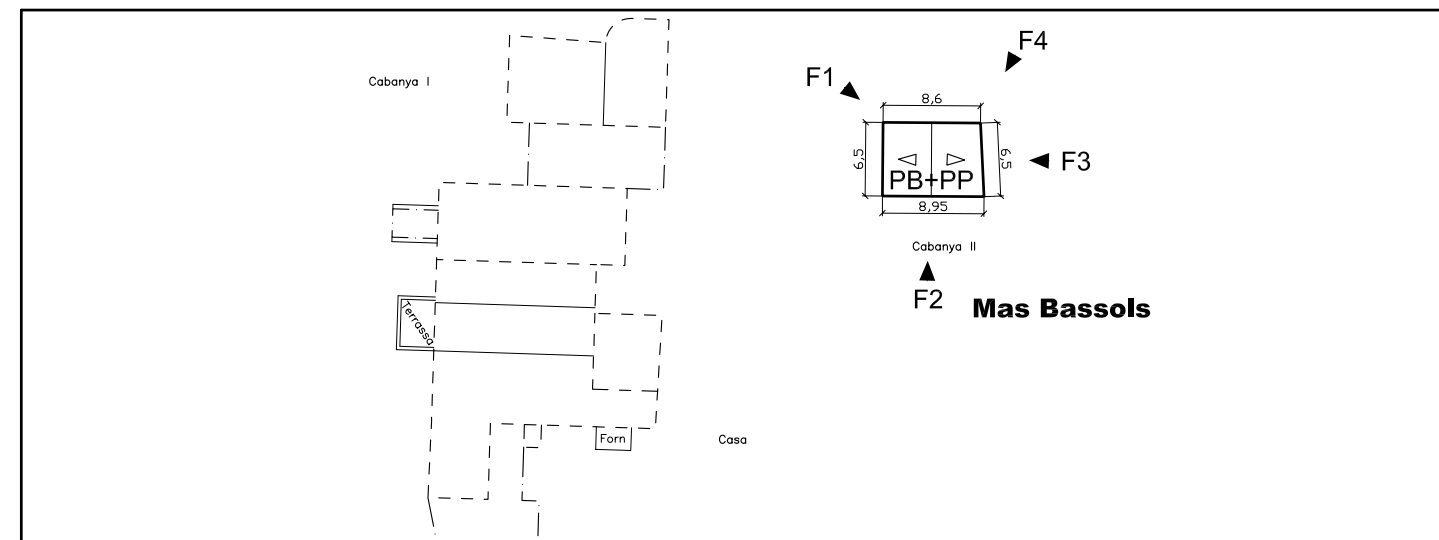 F4
Cabanya I
F1
8,6
6,5
6,5
F3
PB+PP
8,95
Cabanya II
F2
Mas Bassols
Terrassa
Forn
Casa